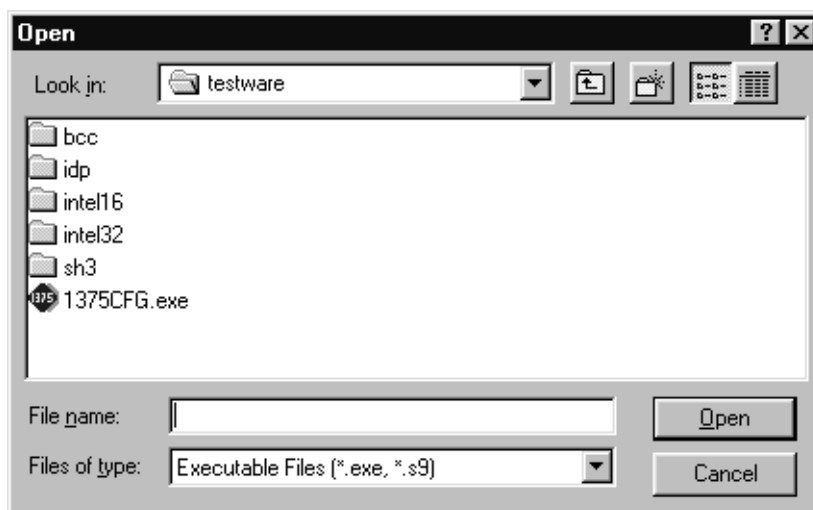 Open
Look in: testware
bcc
idp
intel16
intel32
sh3
1375 1375CFG.exe
File name: Open
Files of type: Executable Files (*.exe, *.s9) Cancel